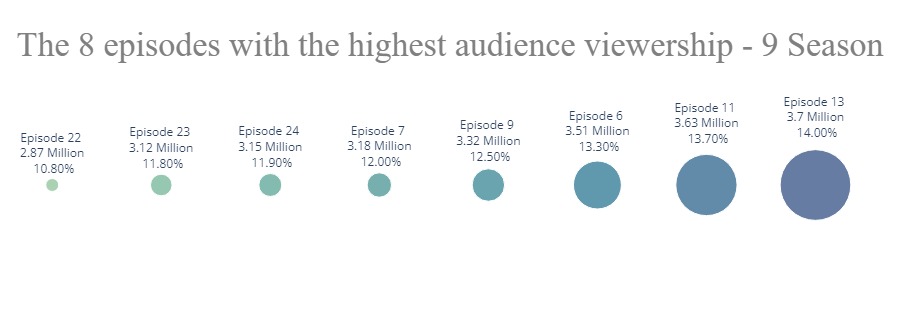 The 8 episodes with the highest audience viewership - 9 Season
Episode 22
2.87 Million
10.80%
Episode 23
3.12 Million
11.80%
Episode 24
3.15 Million
11.90%
Episode 7
3.18 Million
12.00%
Episode 9
3.32 Million
12.50%
Episode 6
3.51 Million
13.30%
Episode 11
3.63 Million
13.70%
Episode 13
3.7 Million
14.00%